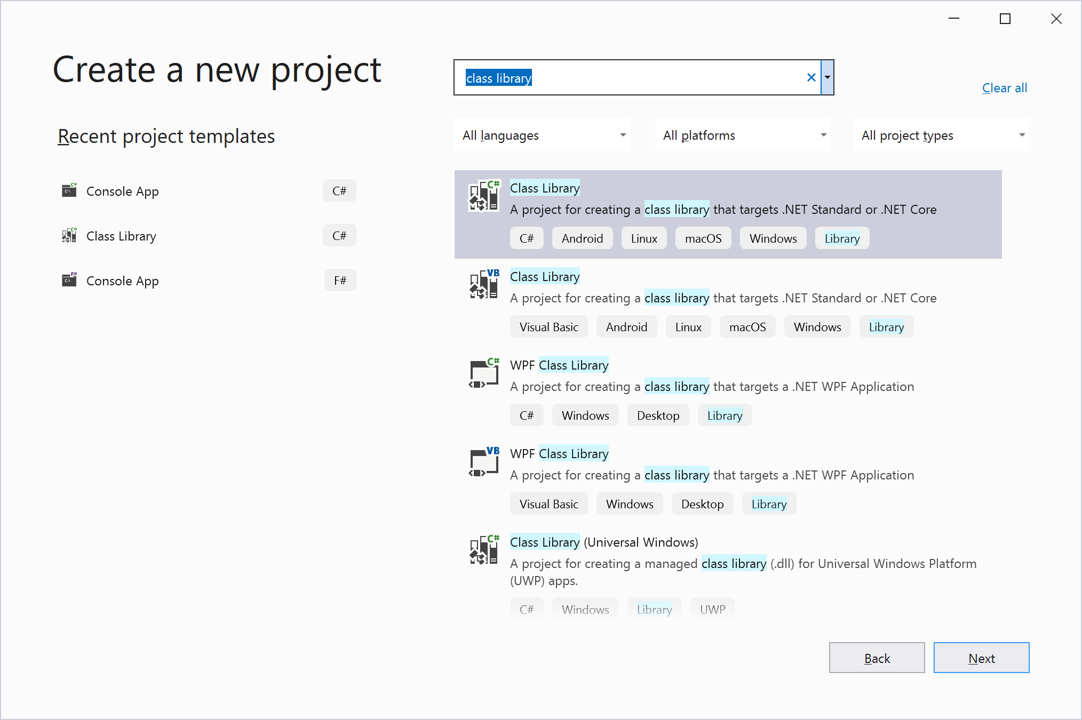 Create a new project
class library
Clear all
Recent project templates
All languages
All platforms
All project types
Console App C#
Class Library C#
Console App F#
C#
Class Library
A project for creating a class library that targets .NET Standard or .NET Core
C# Android Linux macOS Windows Library
VB
Class Library
A project for creating a class library that targets .NET Standard or .NET Core
Visual Basic Android Linux macOS Windows Library
C#
WPF Class Library
A project for creating a class library that targets a .NET WPF Application
C# Windows Desktop Library
VB
WPF Class Library
A project for creating a class library that targets a .NET WPF Application
Visual Basic Windows Desktop Library
C#
Class Library (Universal Windows)
A project for creating a managed class library (.dll) for Universal Windows Platform
(UWP) apps.
C# Windows Library UWP
Back
Next